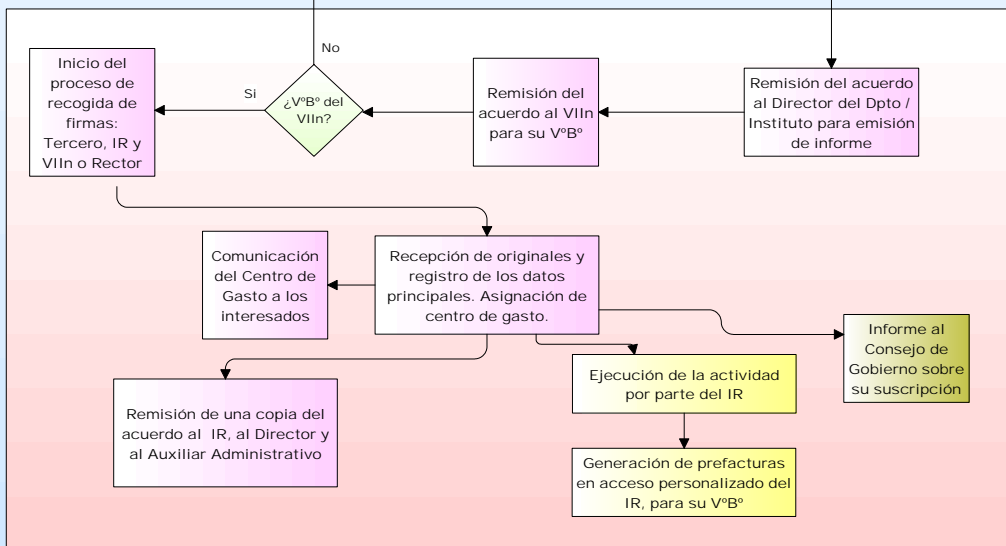 No
Inicio del
proceso de
recogida de
firmas:
Tercero, IR y
VIIn o Rector
Si
¿VºBº del
VIIn?
Remisión del
acuerdo al VIIn
para su VºBº
Remisión del acuerdo
al Director del Dpto /
Instituto para emisión
de informe
Comunicación
del Centro de
Gasto a los
interesados
Recepción de originales y
registro de los datos
principales. Asignación de
centro de gasto.
Informe al
Consejo de
Gobierno sobre
su suscripción
Remisión de una copia del
acuerdo al  IR, al Director y
al Auxiliar Administrativo
Ejecución de la actividad
por parte del IR
Generación de prefacturas
en acceso personalizado del
IR, para su VºBº